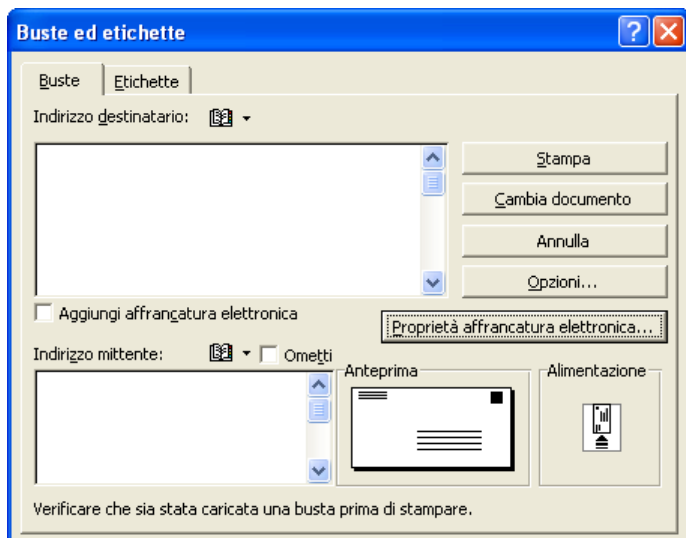 Buste ed etichette
Buste Etichette
Indirizzo destinatario:
Stampa
Cambia documento
Annulla
Opzioni...
Aggiungi affrancatura elettronica
Proprietà affrancatura elettronica...
Indirizzo mittente: Ometti
Anteprima Alimentazione
Verificare che sia stata caricata una busta prima di stampare.